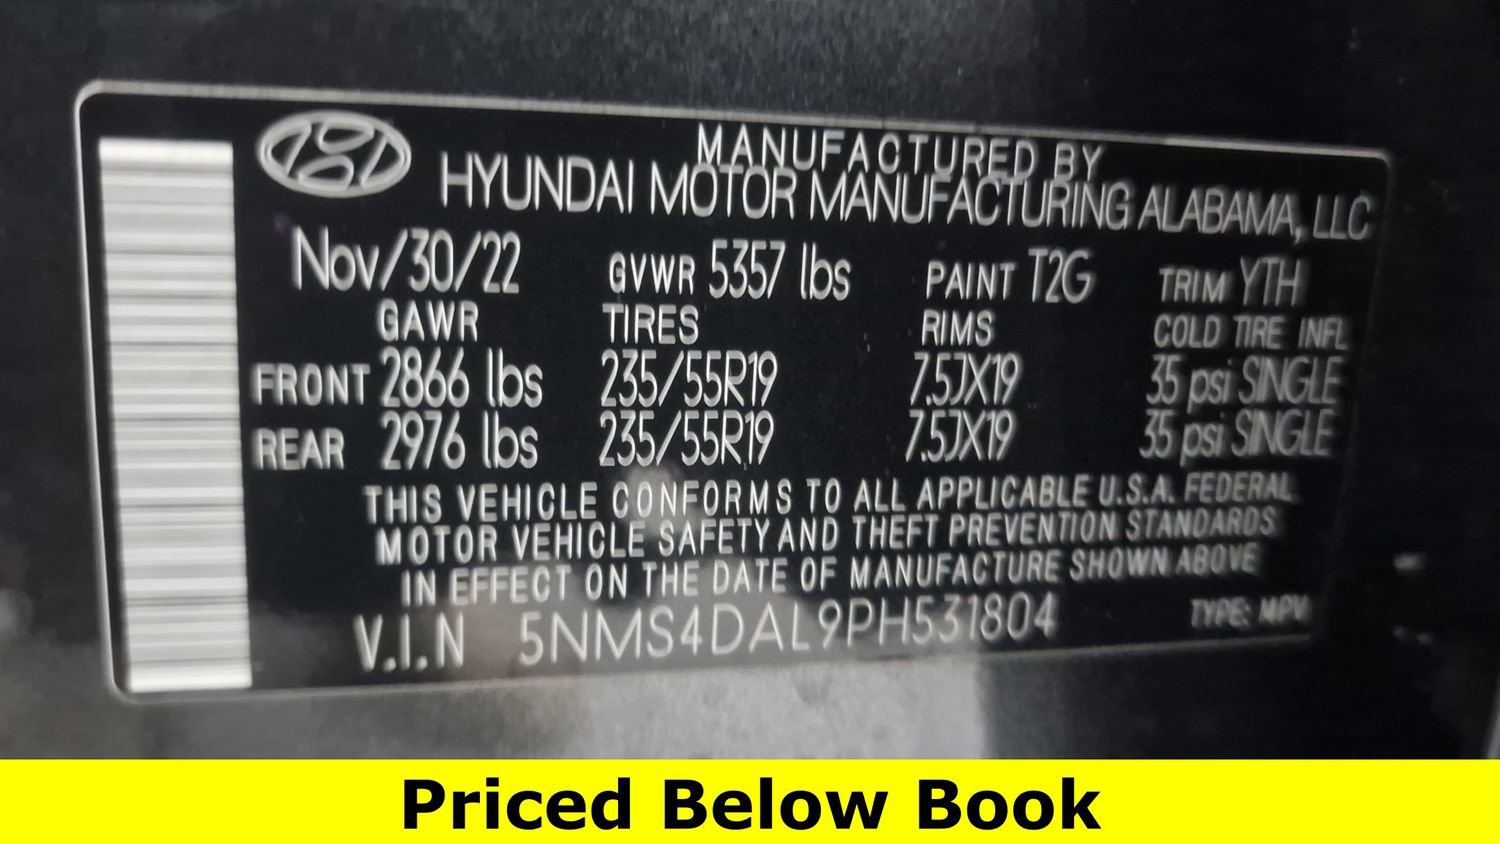 MANUFACTURED BY
HYUNDAI MOTOR MANUFACTURING ALABAMA, LLC
Nov/30/22 GVWR 5357 lbs PAINT T2G TRIM YTH
GAWR TIRES RIMS COLD TIRE INFL
FRONT 2866 lbs 235/55R19 7.5JX19 35 psi SINGLE
REAR 2976 lbs 235/55R19 7.5JX19 35 psi SINGLE
THIS VEHICLE CONFORMS TO ALL APPLICABLE U.S.A. FEDERAL
MOTOR VEHICLE SAFETY AND THEFT PREVENTION STANDARDS
IN EFFECT ON THE DATE OF MANUFACTURE SHOWN ABOVE
V.I.N 5NMS4DAL9PH531804 TYPE: MPV
Priced Below Book